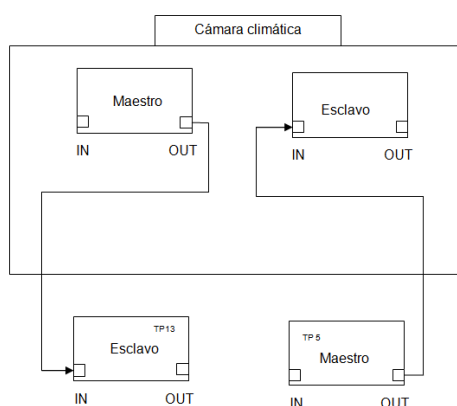 Cámara climática
Maestro
IN OUT
Esclavo
IN OUT
TP13
Esclavo
IN OUT
TP 5
Maestro
IN OUT